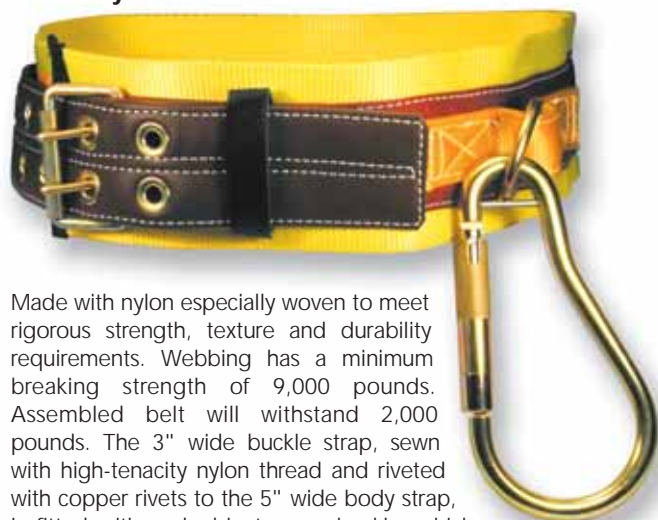 Made with nylon especially woven to meet
rigorous strength, texture and durability
requirements. Webbing has a minimum
breaking strength of 9,000 pounds.
Assembled belt will withstand 2,000
pounds. The 3" wide buckle strap, sewn
with high-tenacity nylon thread and riveted
with copper rivets to the 5" wide body strap,